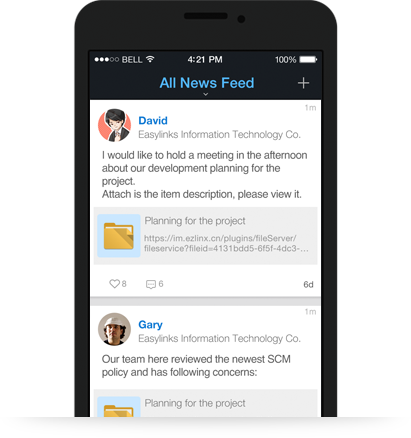 BELL 4:21 PM 100%
All News Feed
1m
David
Easylinks Information Technology Co.
I would like to hold a meeting in the afternoon
about our development planning for the
project.
Attach is the item description, please view it.
Planning for the project
https://im.ezlinx.cn/plugins/fileServer/
fileservice?fileid=4131bdd5-6f5f-4dc3-...
8 6 6d
1m
Gary
Easylinks Information Technology Co.
Our team here reviewed the newest SCM
policy and has following concerns:
Planning for the project